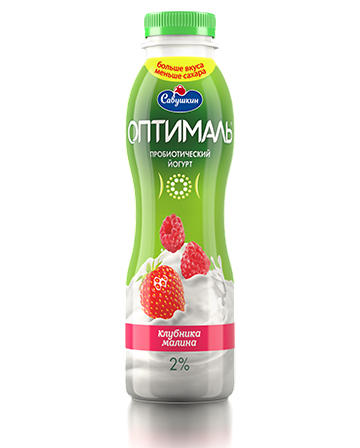 больше вкуса
меньше сахара
Савушкин
ОПТИМАЛЬ
ПРОБИОТИЧЕСКИЙ
ЙОГУРТ
клубника
малина
2%